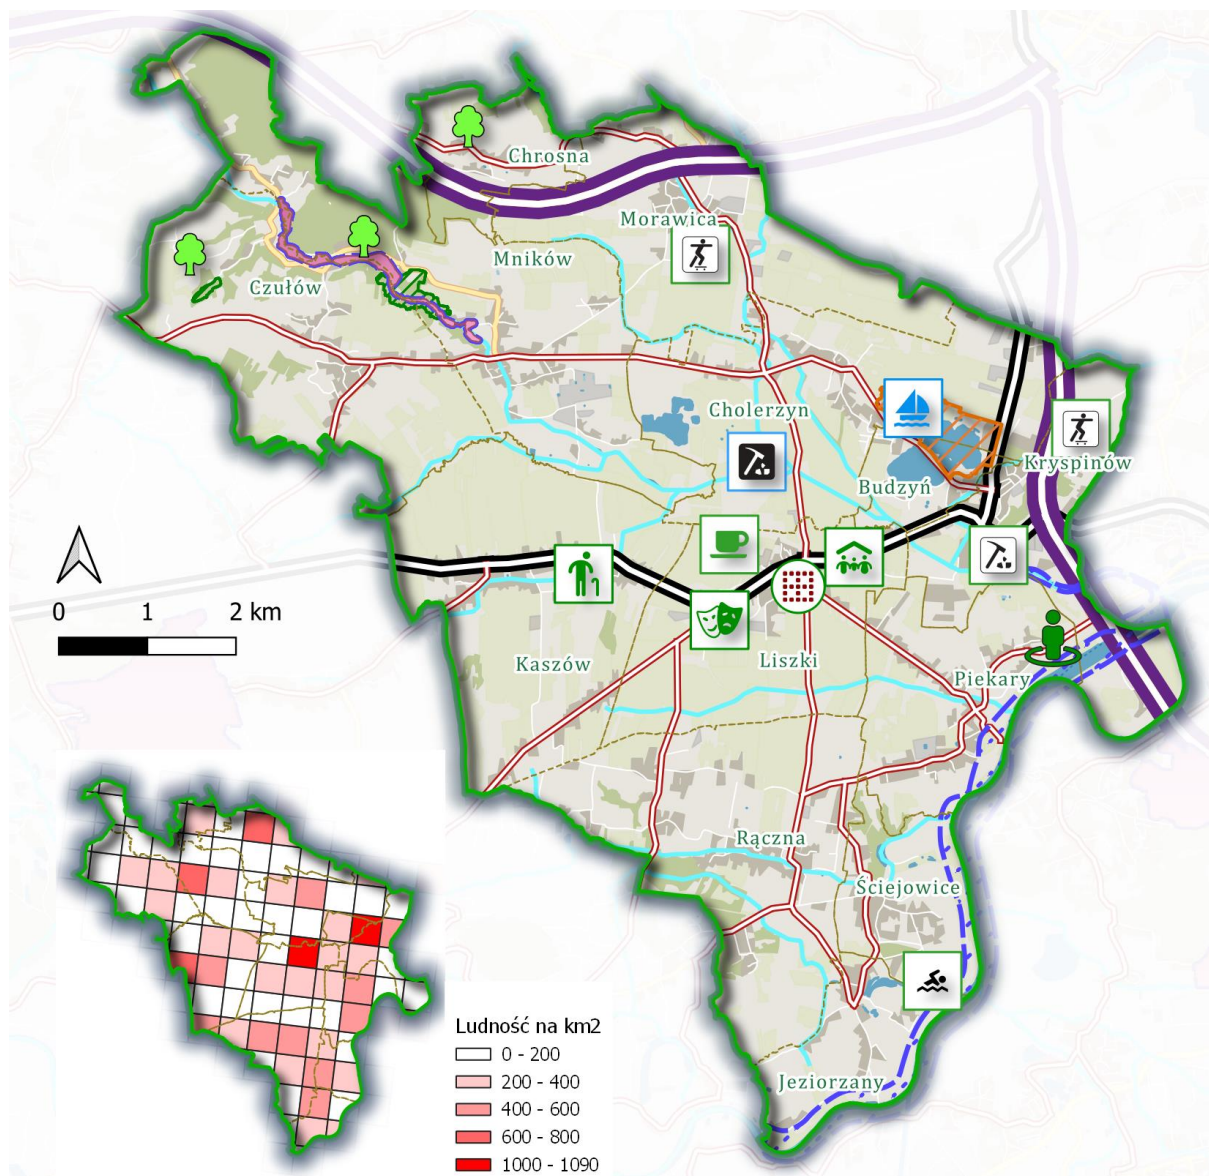 Chrosna
Morawica
Mników
Czułów
Cholerzyn
Kryspinów
Budzyń
0 1 2 km
Kaszów
Liszki
Piekary
Rączna
Ściejowice
Jeziorzany
Ludność na km2
0 - 200
200 - 400
400 - 600
600 - 800
1000 - 1090